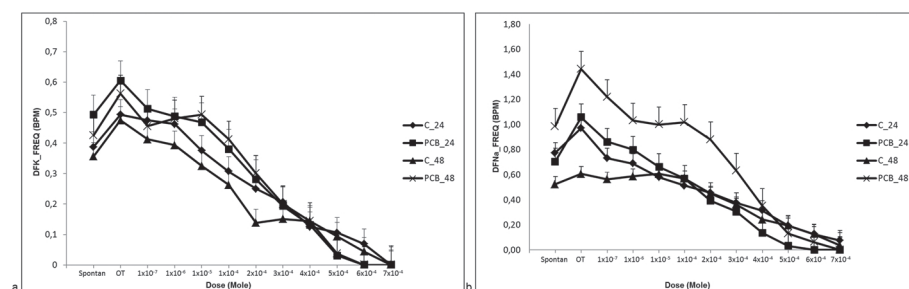 DFK_FREQ (BPM)
0,8
0,7
0,6
0,5
0,4
0,3
0,2
0,1
0
Spontan OT 1x10-7 1x10-6 1x10-5 1x10-4 2x10-4 3x10-4 4x10-4 5x10-4 6x10-4 7x10-4
Dose (Mole)
C_24
PCB_24
C_48
PCB_48
a
DFNa_FREQ (BPM)
1,80
1,60
1,40
1,20
1,00
0,80
0,60
0,40
0,20
0,00
Spontan OT 1x10-7 1x10-6 1x10-5 1x10-4 2x10-4 3x10-4 4x10-4 5x10-4 6x10-4 7x10-4
Dose (Mole)
C_24
PCB_24
C_48
PCB_48
b